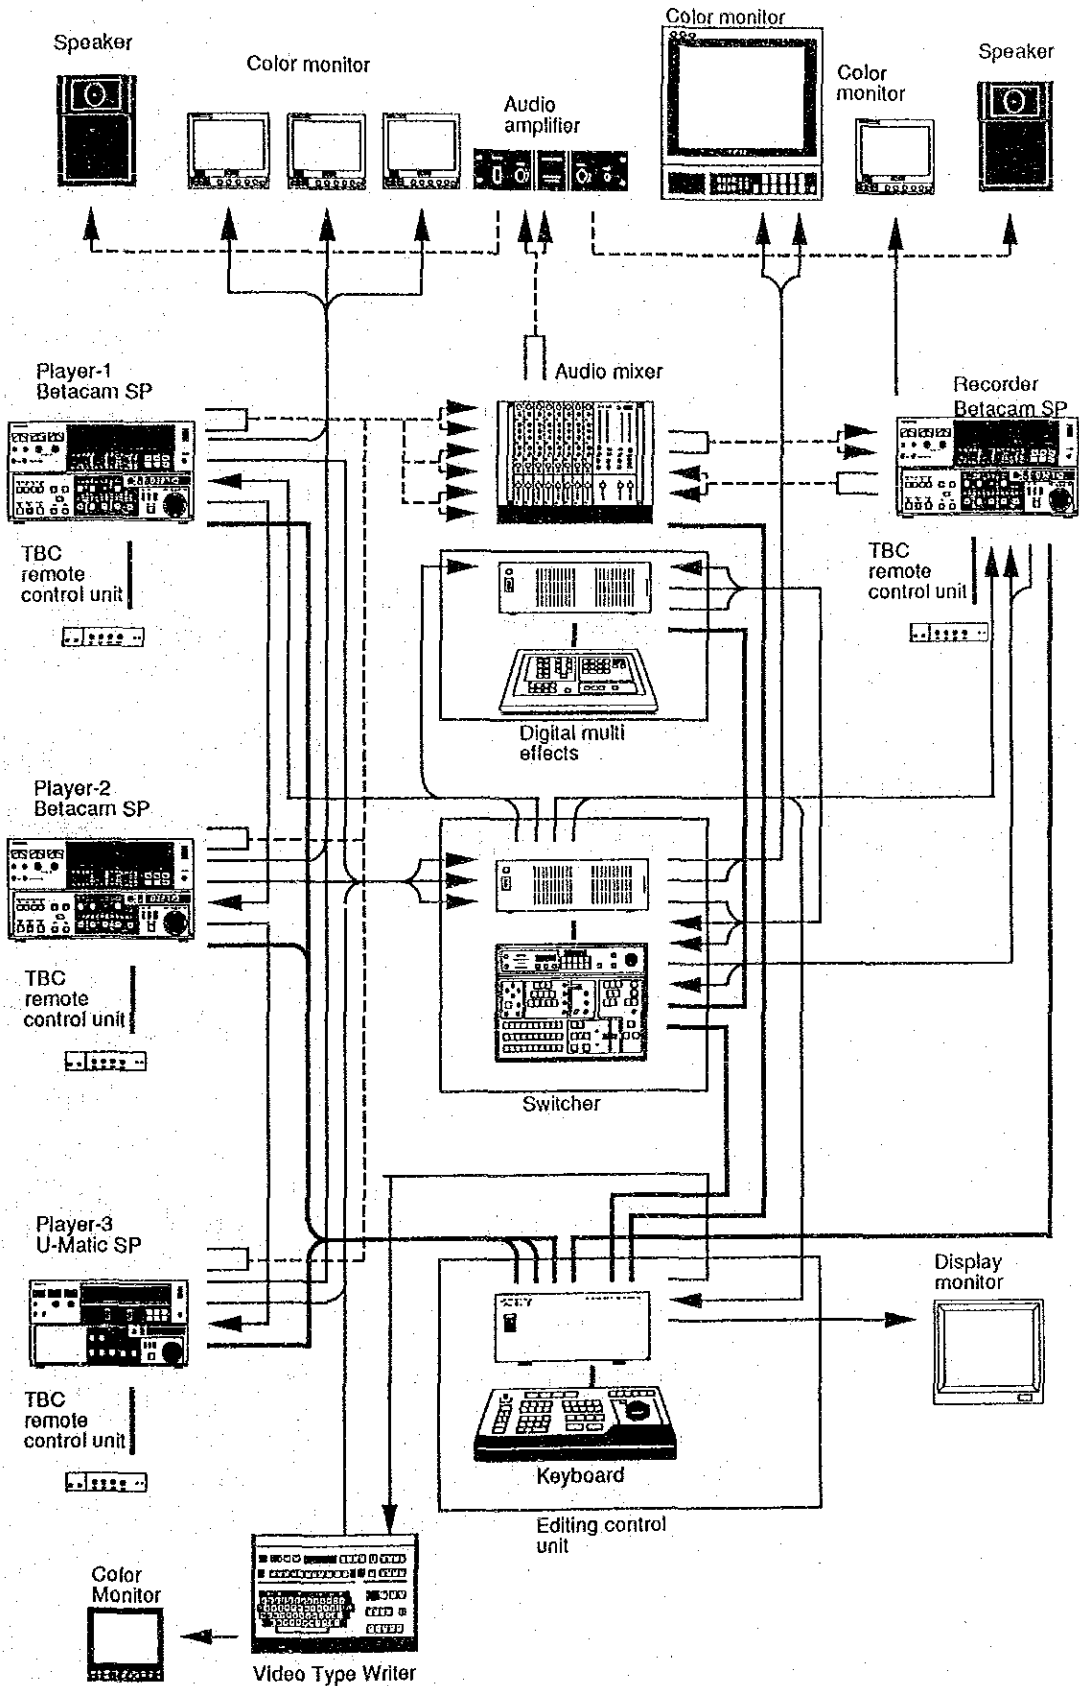 Speaker
Color monitor
Audio
amplifier
Color monitor
Color
monitor
Speaker
Player-1
Betacam SP
Audio mixer
Recorder
Betacam SP
TBC
remote
control unit
TBC
remote
control unit
Digital multi
effects
Player-2
Betacam SP
TBC
remote
control unit
Switcher
Player-3
U-Matic SP
Display
monitor
TBC
remote
control unit
Keyboard
Editing control
unit
Color
Monitor
Video Type Writer